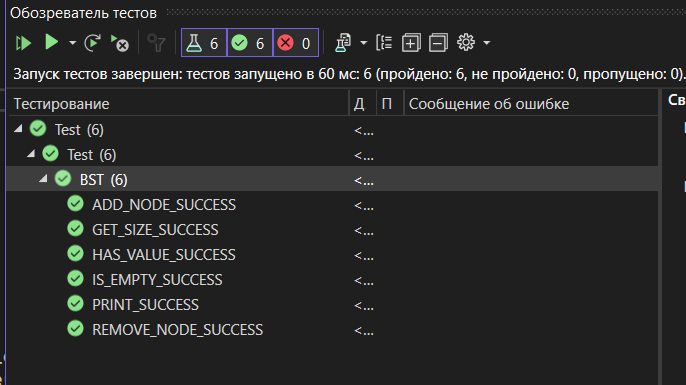 Обозреватель тестов
6 6 0
Запуск тестов завершен: тестов запущено в 60 мс: 6 (пройдено: 6, не пройдено: 0, пропущено: 0).
Тестирование Д П Сообщение об ошибке Св
Test (6) <...
Test (6) <...
BST (6) <...
ADD_NODE_SUCCESS <...
GET_SIZE_SUCCESS <...
HAS_VALUE_SUCCESS <...
IS_EMPTY_SUCCESS <...
PRINT_SUCCESS <...
REMOVE_NODE_SUCCESS <...